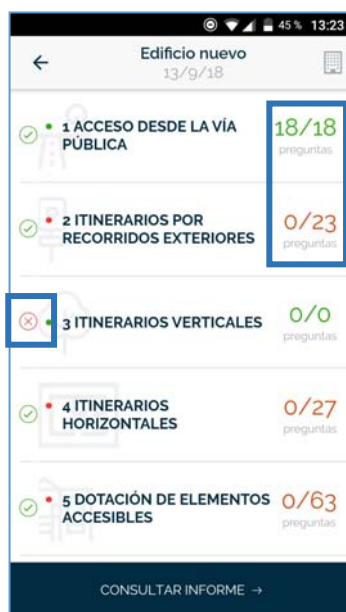 45 % 13:23
Edificio nuevo
13/9/18
1 ACCESO DESDE LA VÍA
PÚBLICA
18/18
preguntas
2 ITINERARIOS POR
RECORRIDOS EXTERIORES
0/23
preguntas
3 ITINERARIOS VERTICALES
0/0
preguntas
4 ITINERARIOS
HORIZONTALES
0/27
preguntas
5 DOTACIÓN DE ELEMENTOS
ACCESIBLES
0/63
preguntas
CONSULTAR INFORME →